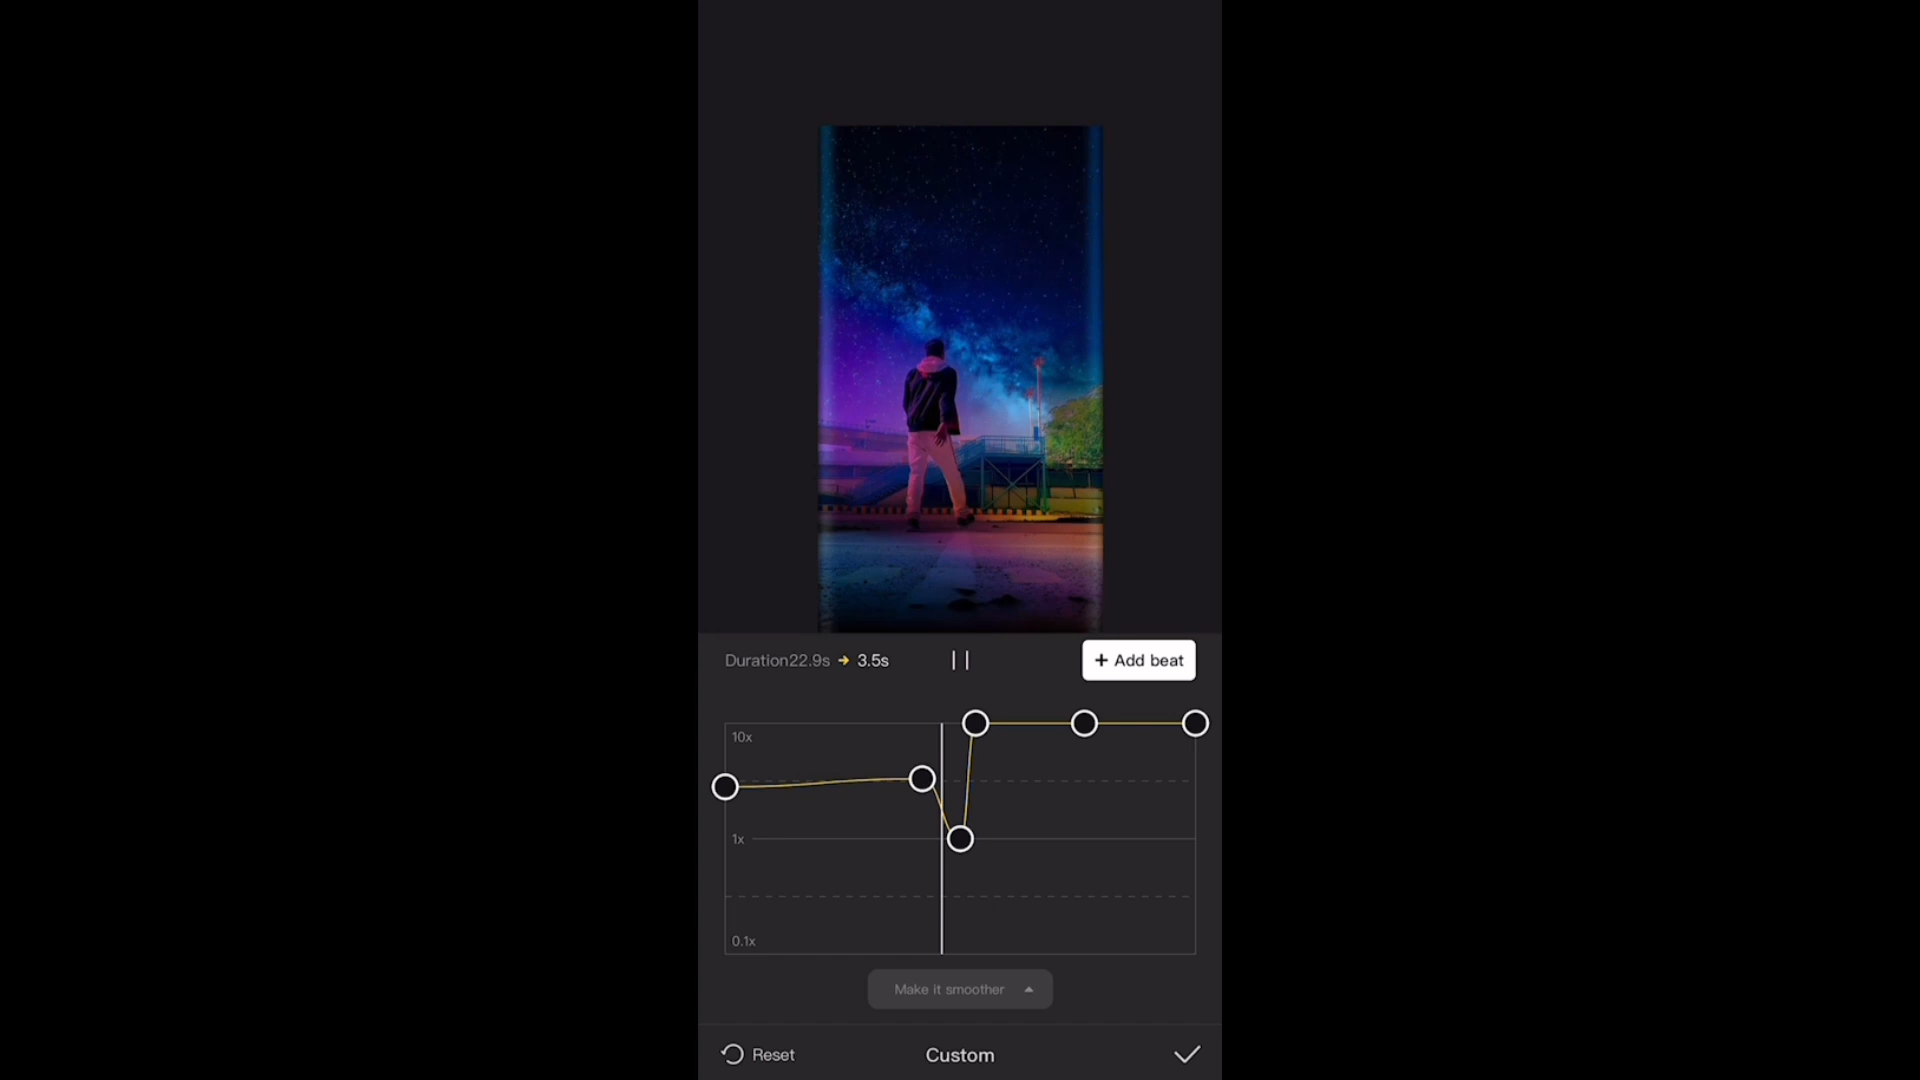 Duration22.9s → 3.5s
+ Add beat
10x
1x
0.1x
Make it smoother
Reset
Custom